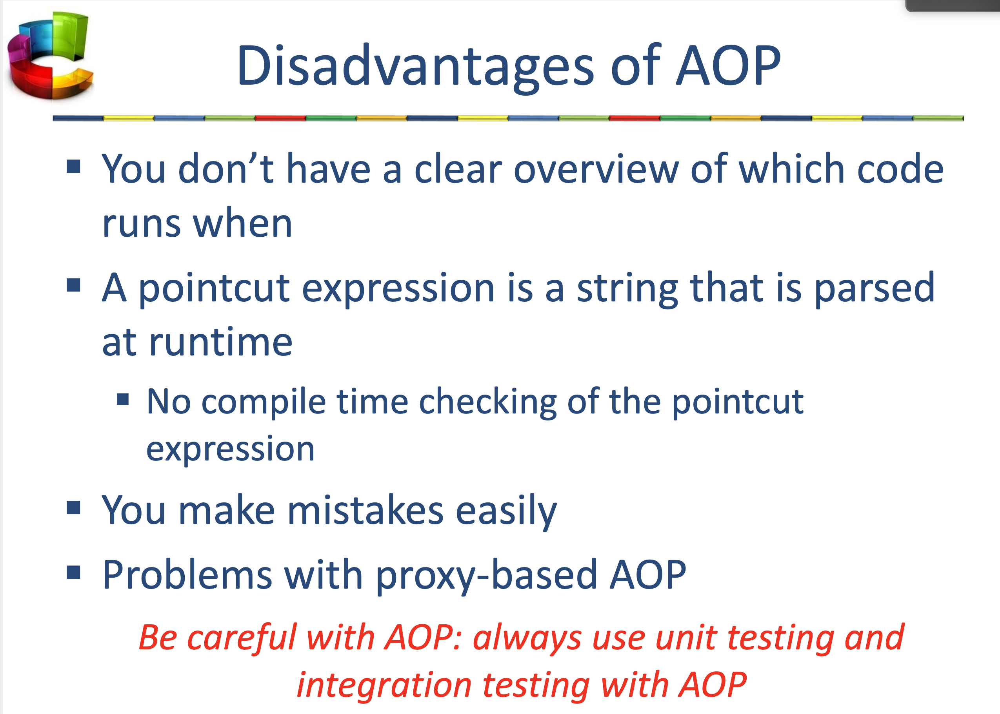 Disadvantages of AOP
You don’t have a clear overview of which code
runs when
A pointcut expression is a string that is parsed
at runtime
No compile time checking of the pointcut
expression
You make mistakes easily
Problems with proxy-based AOP
Be careful with AOP: always use unit testing and
integration testing with AOP